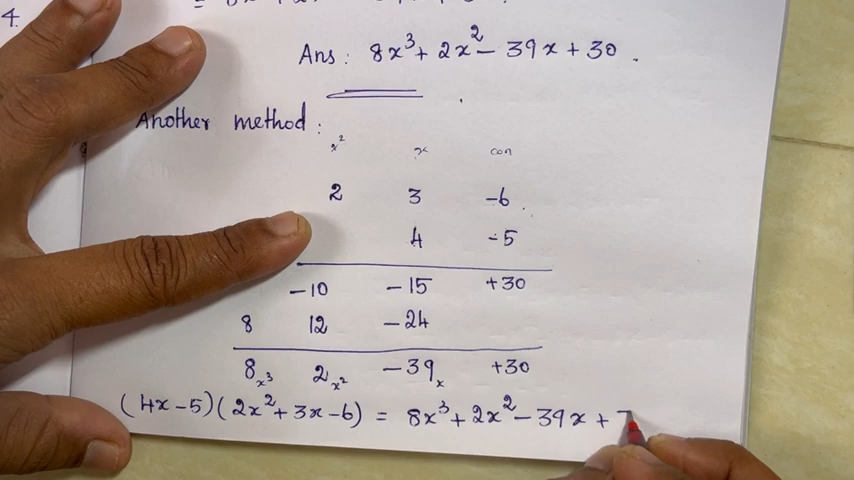 4.
Ans : 8x³ + 2x² - 39x + 30 .
Another method :
x² x con
2 3 -6
4 -5
-10 -15 +30
8 12 -24
8x³ 2x² -39x +30
(4x-5)(2x²+3x-6) = 8x³ + 2x² - 39x +